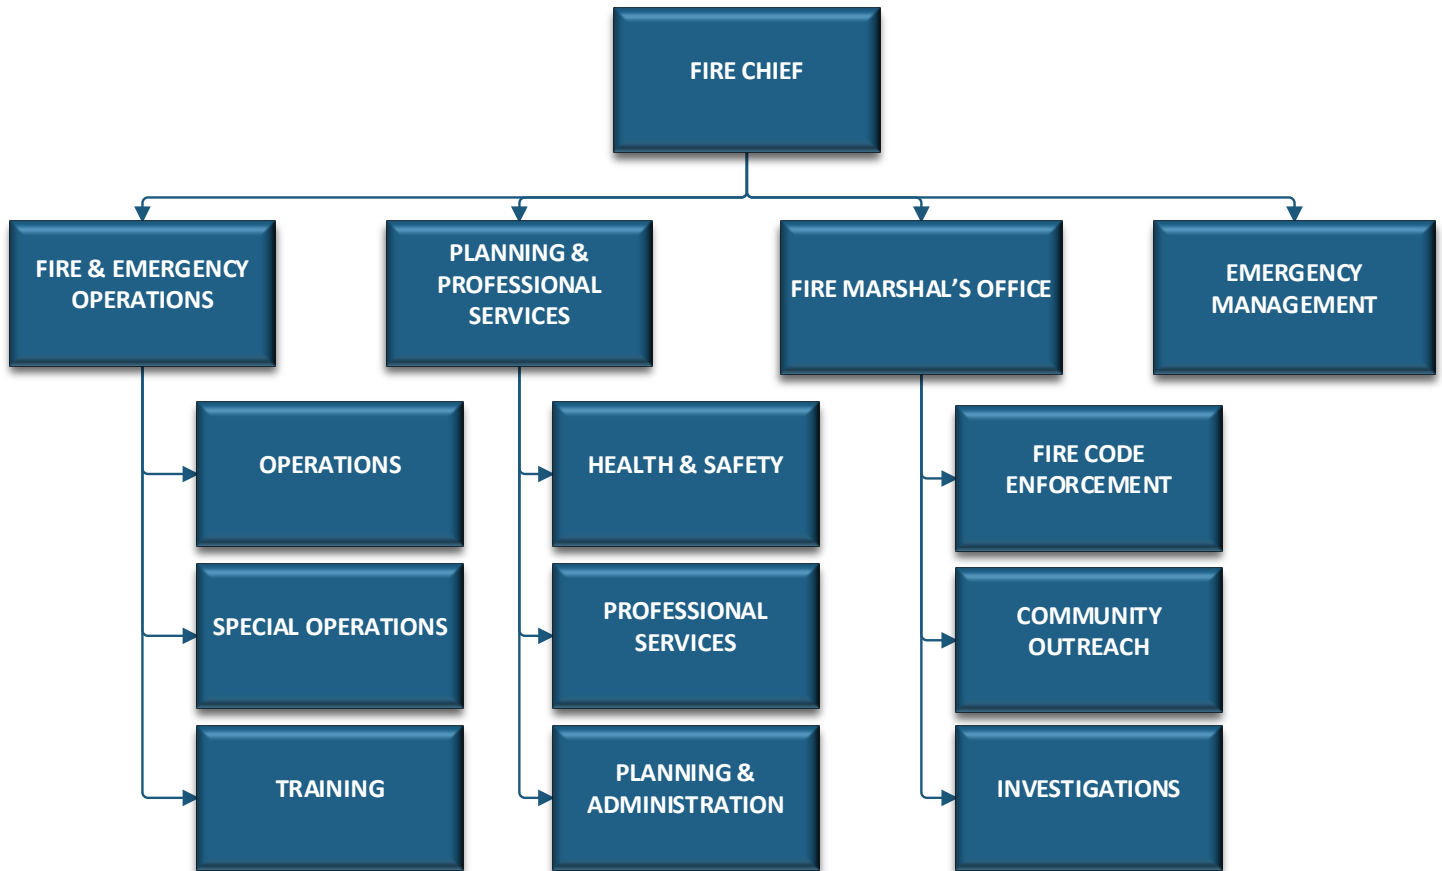 FIRE CHIEF
FIRE & EMERGENCY
OPERATIONS
PLANNING &
PROFESSIONAL
SERVICES
FIRE MARSHAL’S OFFICE
EMERGENCY
MANAGEMENT
OPERATIONS
HEALTH & SAFETY
FIRE CODE
ENFORCEMENT
SPECIAL OPERATIONS
PROFESSIONAL
SERVICES
COMMUNITY
OUTREACH
TRAINING
PLANNING &
ADMINISTRATION
INVESTIGATIONS